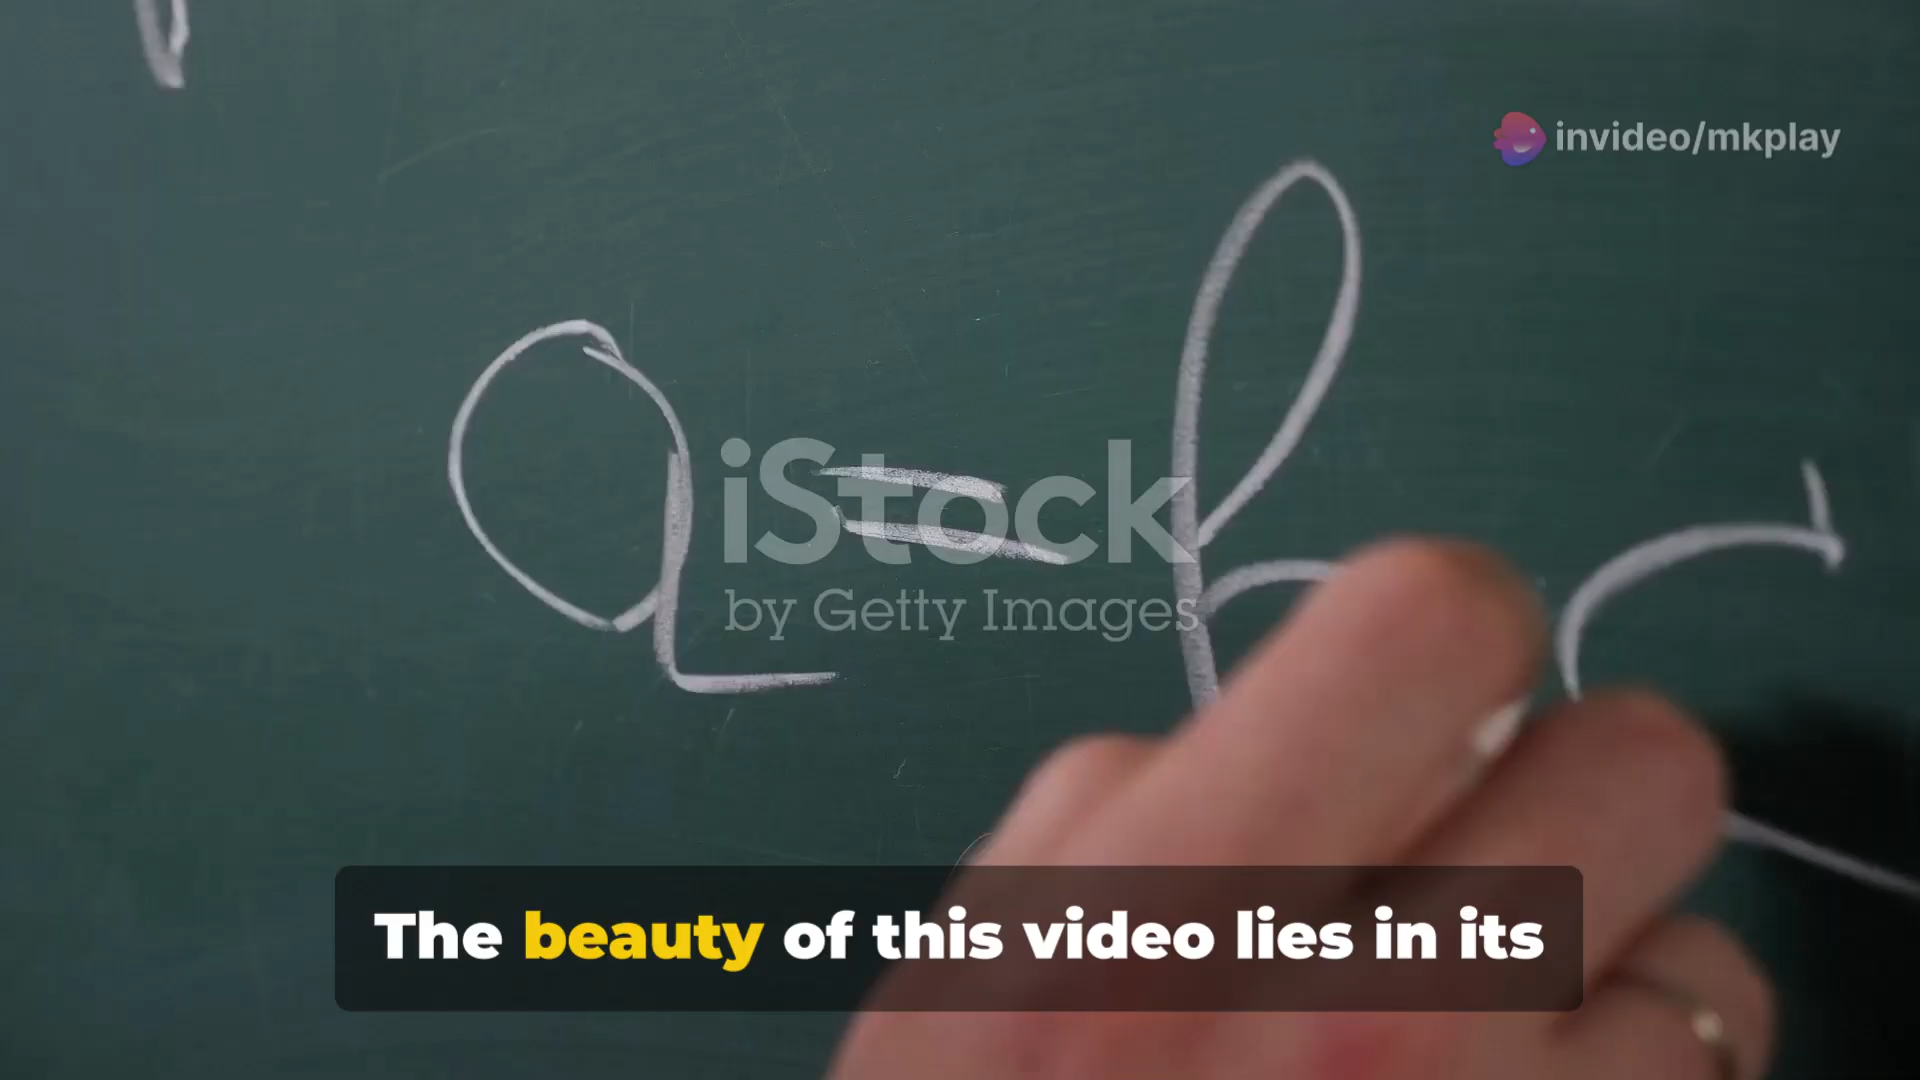 invideo/mkplay
a = b
iStock
by Getty Images
The beauty of this video lies in its